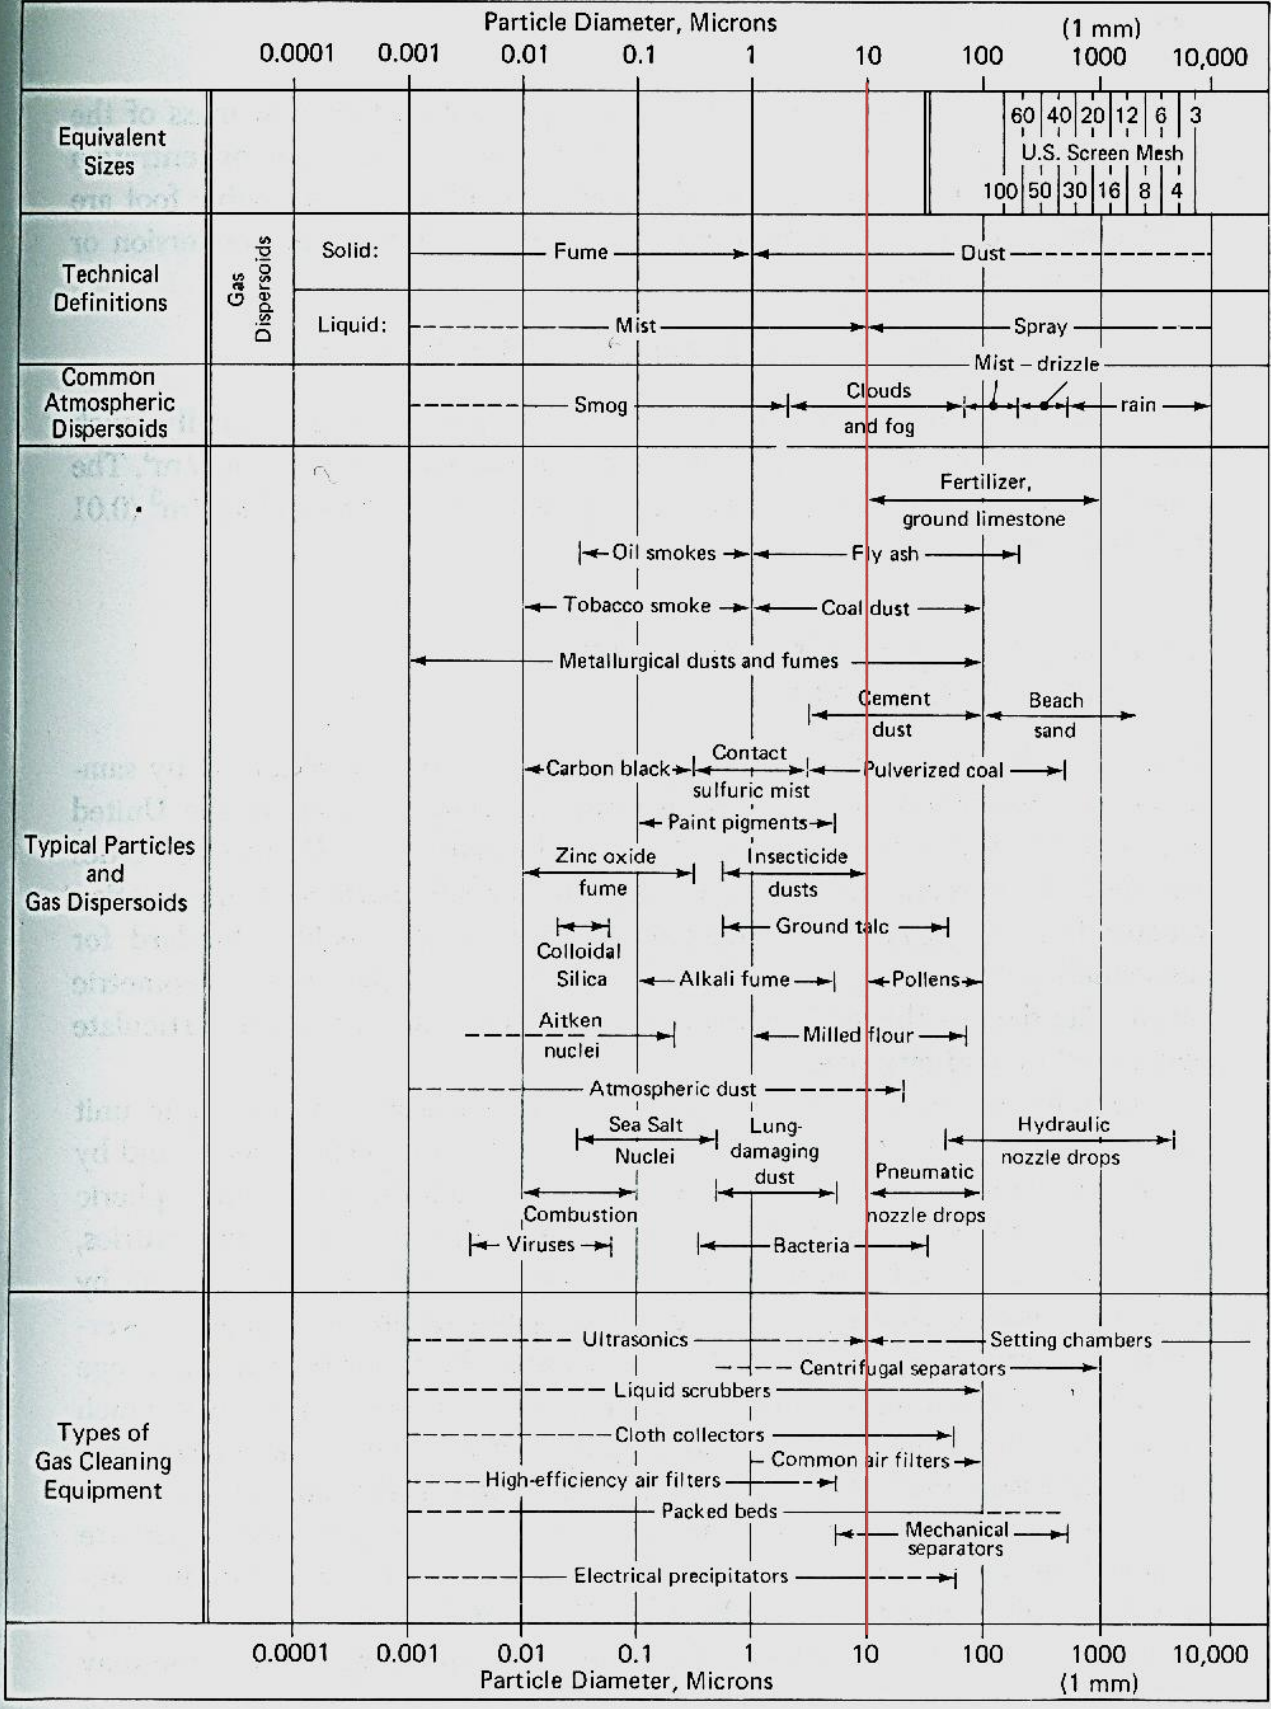 Particle Diameter, Microns
(1 mm)
0.0001 0.001 0.01 0.1 1 10 100 1000 10,000
Equivalent
Sizes
60 40 20 12 6 3
U.S. Screen Mesh
100 50 30 16 8 4
Technical
Definitions
Gas
Dispersoids
Solid: Fume Dust
Liquid: Mist Spray
Common
Atmospheric
Dispersoids
Mist – drizzle
Smog
Clouds
and fog
rain
Typical Particles
and
Gas Dispersoids
Fertilizer,
ground limestone
Oil smokes Fly ash
Tobacco smoke Coal dust
Metallurgical dusts and fumes
Cement
dust
Beach
sand
Carbon black
Contact
sulfuric mist
Pulverized coal
Paint pigments
Zinc oxide
fume
Insecticide
dusts
Colloidal
Silica
Ground talc
Alkali fume Pollens
Aitken
nuclei
Milled flour
Atmospheric dust
Sea Salt
Nuclei
Lung-
damaging
dust
Hydraulic
nozzle drops
Combustion
Pneumatic
nozzle drops
Viruses Bacteria
Types of
Gas Cleaning
Equipment
Ultrasonics Setting chambers
Centrifugal separators
Liquid scrubbers
Cloth collectors
Common air filters
High-efficiency air filters
Packed beds
Mechanical
separators
Electrical precipitators
0.0001 0.001 0.01 0.1 1 10 100 1000 10,000
Particle Diameter, Microns
(1 mm)